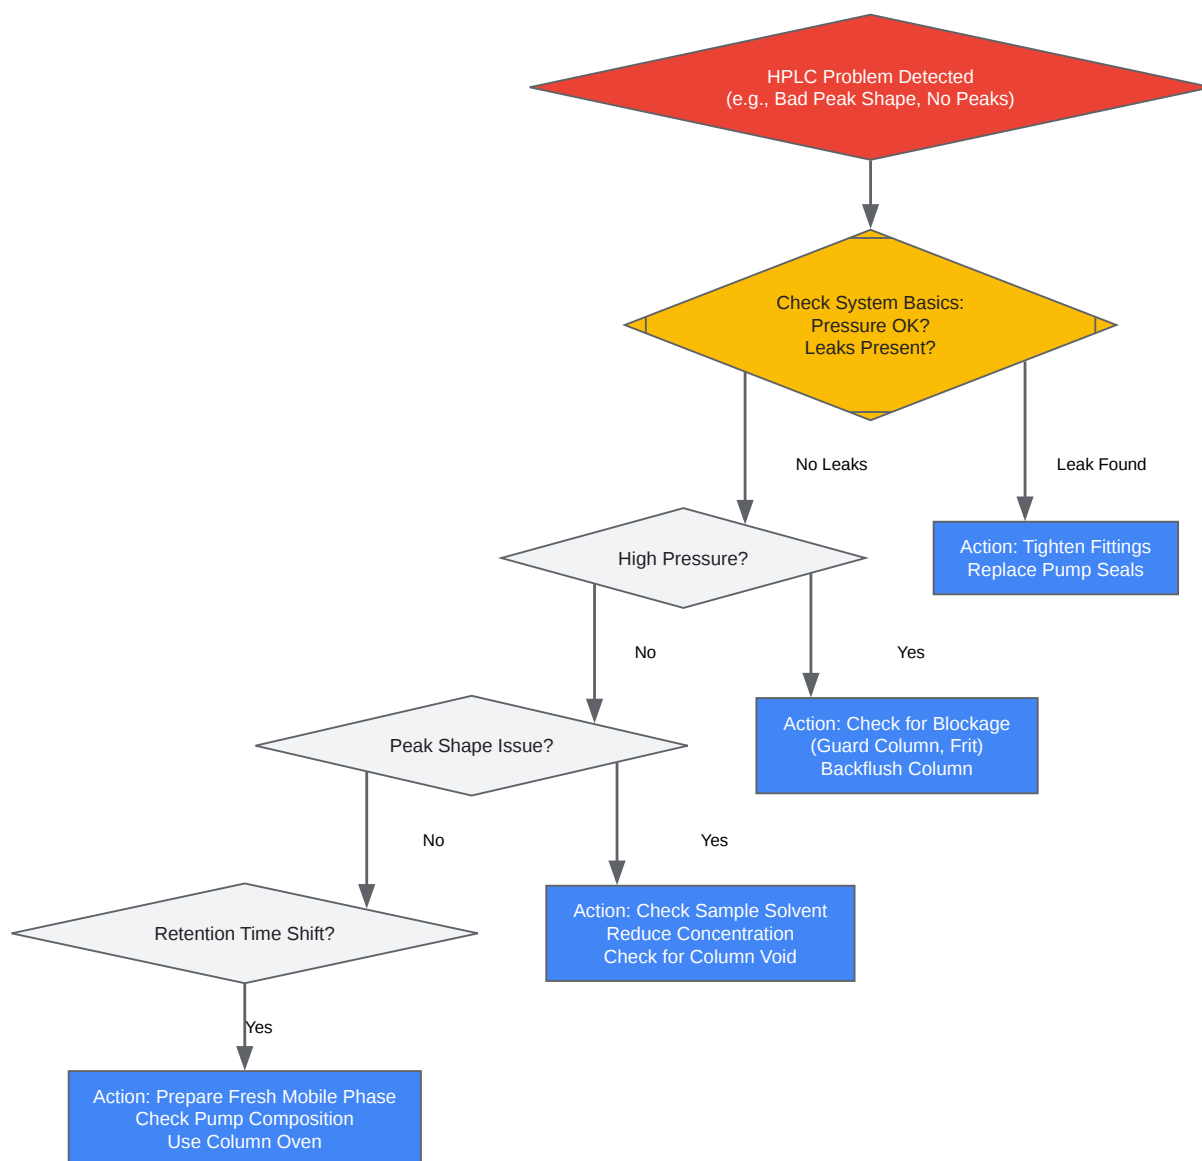 HPLC Problem Detected
(e.g., Bad Peak Shape, No Peaks)
Check System Basics:
Pressure OK?
Leaks Present?
No Leaks
Leak Found
High Pressure?
Action: Tighten Fittings
Replace Pump Seals
No
Yes
Peak Shape Issue?
Action: Check for Blockage
(Guard Column, Frit)
Backflush Column
No
Yes
Retention Time Shift?
Action: Check Sample Solvent
Reduce Concentration
Check for Column Void
Yes
Action: Prepare Fresh Mobile Phase
Check Pump Composition
Use Column Oven